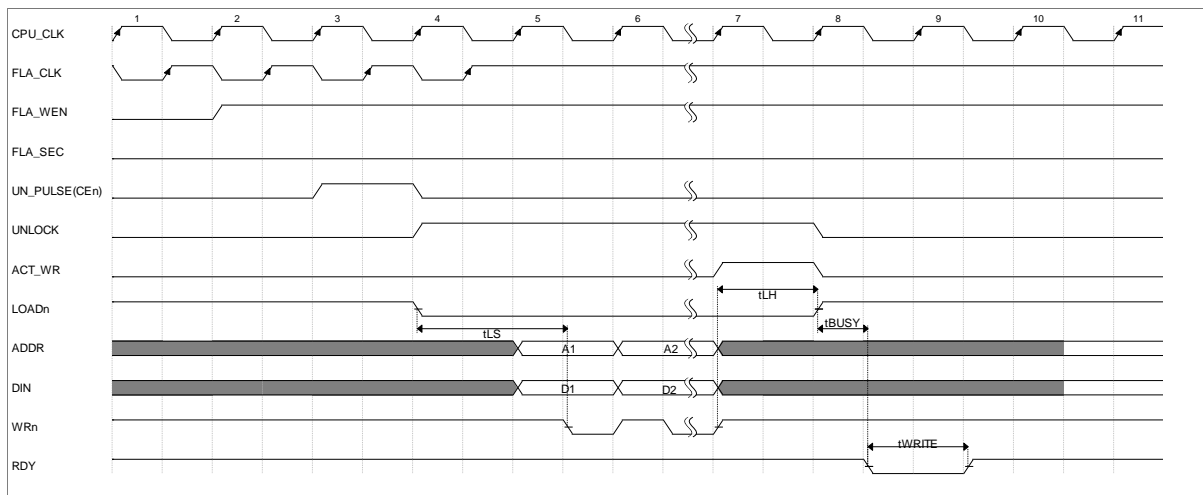 1 2 3 4 5 6 7 8 9 10 11
CPU_CLK
FLA_CLK
FLA_WEN
FLA_SEC
UN_PULSE(CEn)
UNLOCK
ACT_WR
tLH
LOADn
tBUSY
tLS
ADDR A1 A2
DIN D1 D2
WRn
tWRITE
RDY